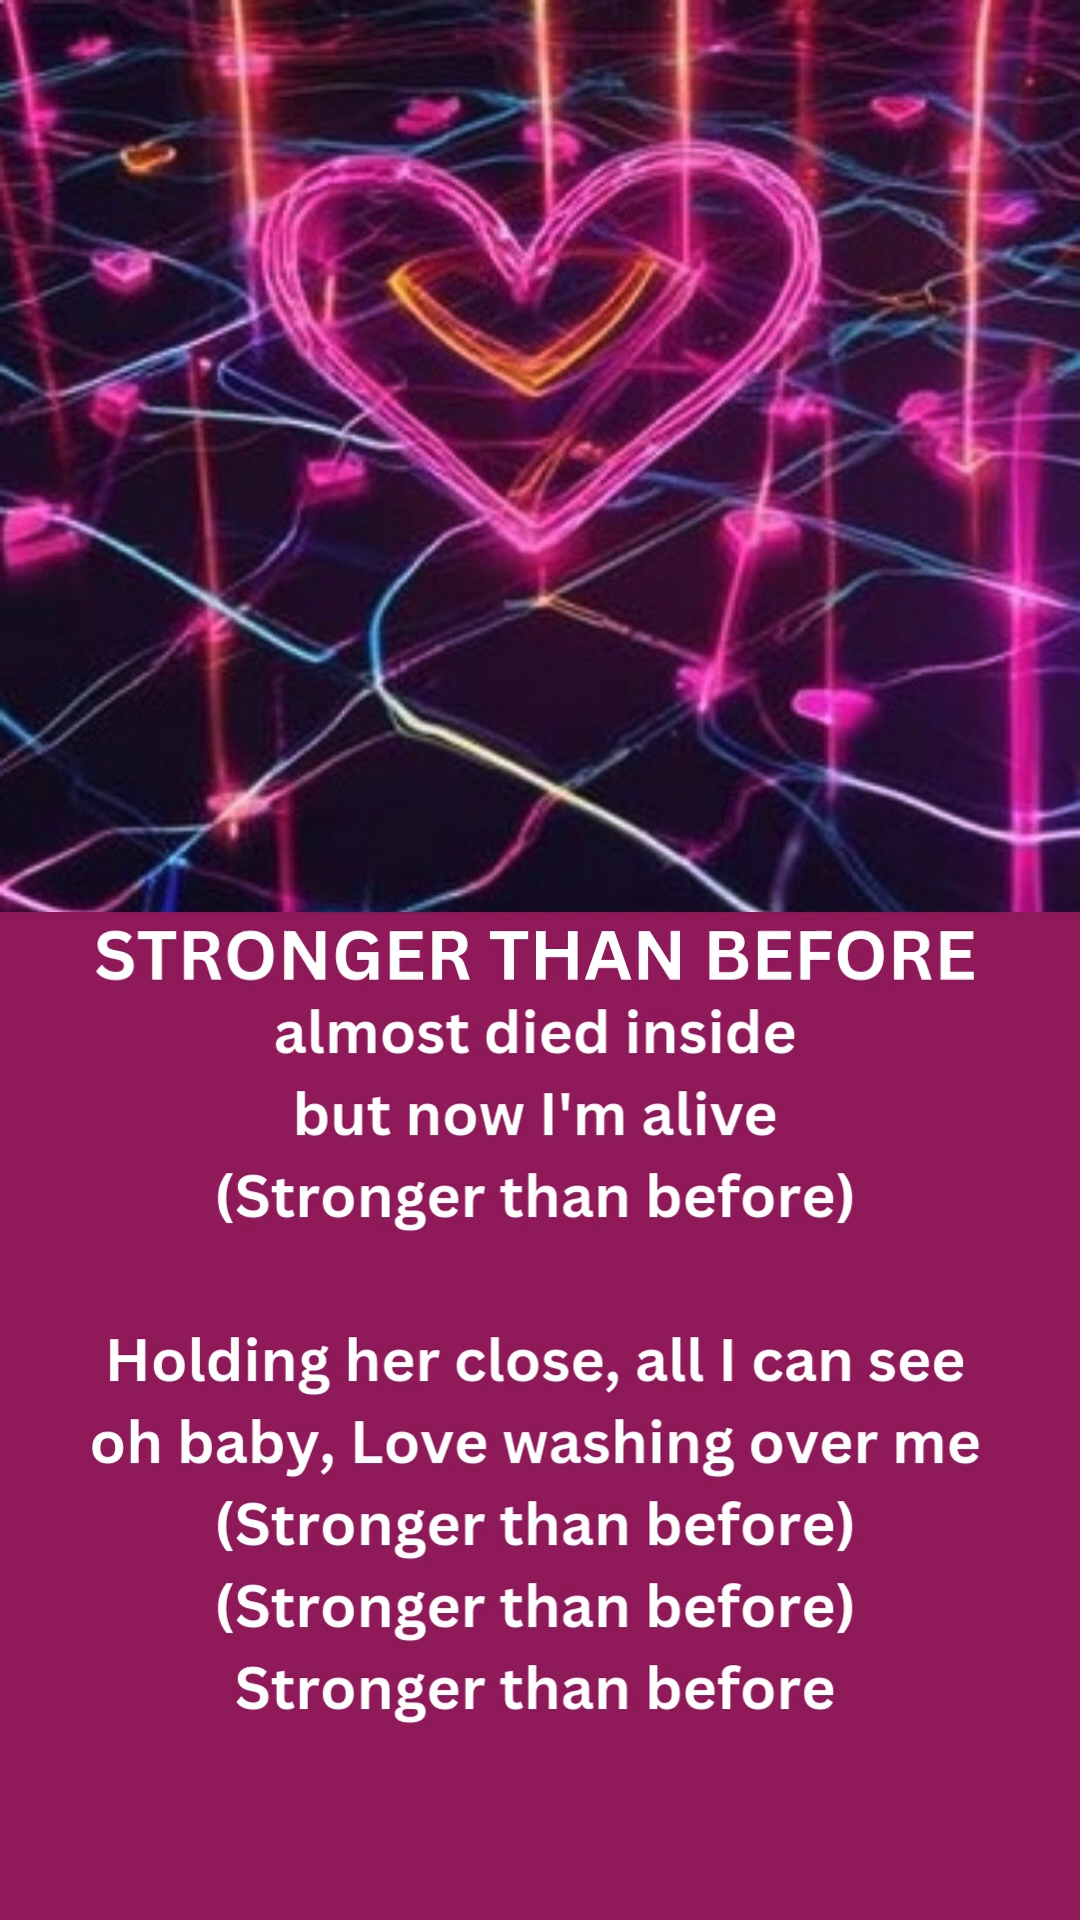 STRONGER THAN BEFORE
almost died inside
but now I'm alive
(Stronger than before)
Holding her close, all I can see
oh baby, Love washing over me
(Stronger than before)
(Stronger than before)
Stronger than before